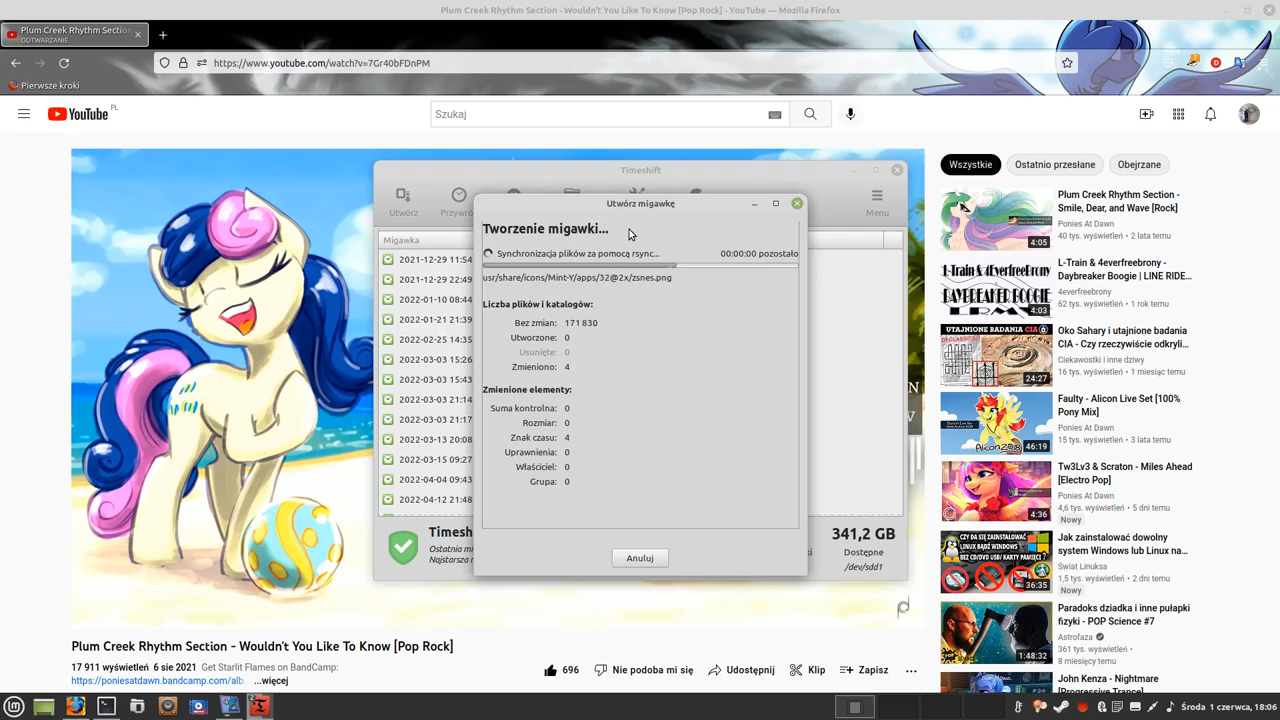 Plum Creek Rhythm Section - Wouldn't You Like To Know [Pop Rock] - YouTube — Mozilla Firefox
Plum Creek Rhythm Section
ODTWARZANIE
https://www.youtube.com/watch?v=7Gr40bFDnPM
Pierwsze kroki
YouTube PL
Szukaj
Wszystkie
Ostatnio przesłane
Obejrzane
Timeshift
Utwórz
Menu
Migawka
2021-12-29 11:54
2021-12-29 22:49
2022-01-10 08:44
2022-01-21 21:39
2022-02-25 14:35
2022-03-03 15:26
2022-03-03 15:43
2022-03-03 21:14
2022-03-03 21:17
2022-03-13 20:08
2022-03-15 09:27
2022-04-04 09:43
2022-04-12 21:48
341,2 GB
Dostępne
/dev/sdd1
Utwórz migawkę
Tworzenie migawki...
Synchronizacja plików za pomocą rsync... 00:00:00 pozostało
usr/share/icons/Mint-Y/apps/32@2x/zsnes.png
Liczba plików i katalogów:
Bez zmian: 171 830
Utworzone: 0
Usunięte: 0
Zmieniono: 4
Zmienione elementy:
Suma kontrolna: 0
Rozmiar: 0
Znak czasu: 4
Uprawnienia: 0
Właściciel: 0
Grupa: 0
Anuluj
Plum Creek Rhythm Section - Wouldn't You Like To Know [Pop Rock]
17 911 wyświetleń 6 sie 2021 Get Starlit Flames on BandCamp:
https://poniesatdawn.bandcamp.com/alb... ...więcej
696
Nie podoba mi się
Udostępnij
Klip
Zapisz
Plum Creek Rhythm Section -
Smile, Dear, and Wave [Rock]
Ponies At Dawn
40 tys. wyświetleń • 2 lata temu
4:05
L-Train & 4everfreeBrony -
Daybreaker Boogie | LINE RIDE...
4everfreebrony
62 tys. wyświetleń • 1 rok temu
4:03
Oko Sahary i utajnione badania
CIA - Czy rzeczywiście odkryli...
Ciekawostki i inne dziwy
16 tys. wyświetleń • 1 miesiąc temu
UTAJNIONE BADANIA CIA
24:27
Faulty - Alicon Live Set [100%
Pony Mix]
Ponies At Dawn
15 tys. wyświetleń • 3 lata temu
46:19
Tw3Lv3 & Scraton - Miles Ahead
[Electro Pop]
Ponies At Dawn
4,6 tys. wyświetleń • 5 dni temu
Nowy
4:36
Jak zainstalować dowolny
system Windows lub Linux na...
Świat Linuksa
1,5 tys. wyświetleń • 2 dni temu
Nowy
CZY DA SIĘ ZAINSTALOWAĆ
LINUX BĄDŹ WINDOWS
BEZ CD/DVD USB/ KARTY PAMIĘCI ?
36:35
Paradoks dziadka i inne pułapki
fizyki - POP Science #7
Astrofaza
361 tys. wyświetleń •
8 miesięcy temu
1:48:32
John Kenza - Nightmare
[Progressive Trance]
Środa 1 czerwca, 18:06